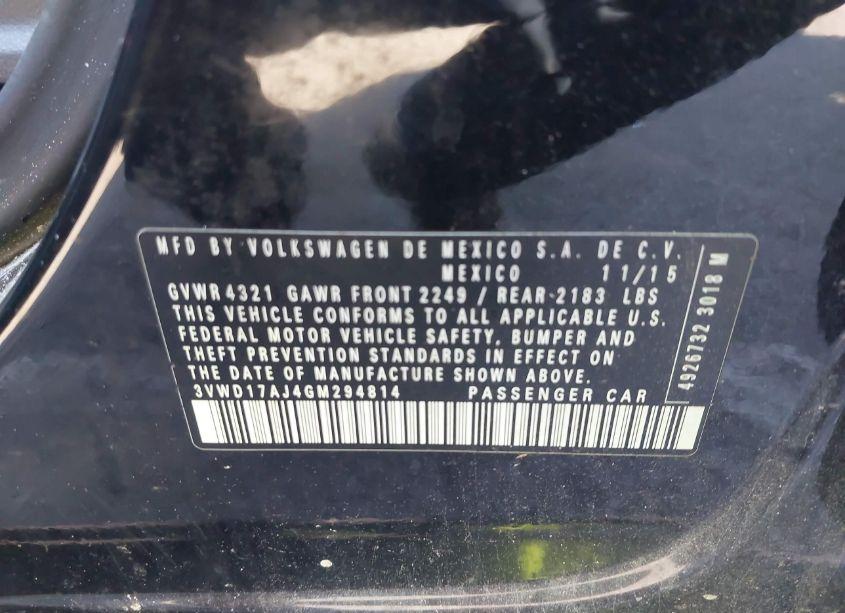 MFD BY VOLKSWAGEN DE MEXICO S.A. DE C.V.
MEXICO 11/15
GVWR 4321 GAWR FRONT 2249 / REAR 2183 LBS
THIS VEHICLE CONFORMS TO ALL APPLICABLE U.S.
FEDERAL MOTOR VEHICLE SAFETY, BUMPER AND
THEFT PREVENTION STANDARDS IN EFFECT ON
THE DATE OF MANUFACTURE SHOWN ABOVE.
3VWD17AJ4GM294814 PASSENGER CAR
4926732 3018 M